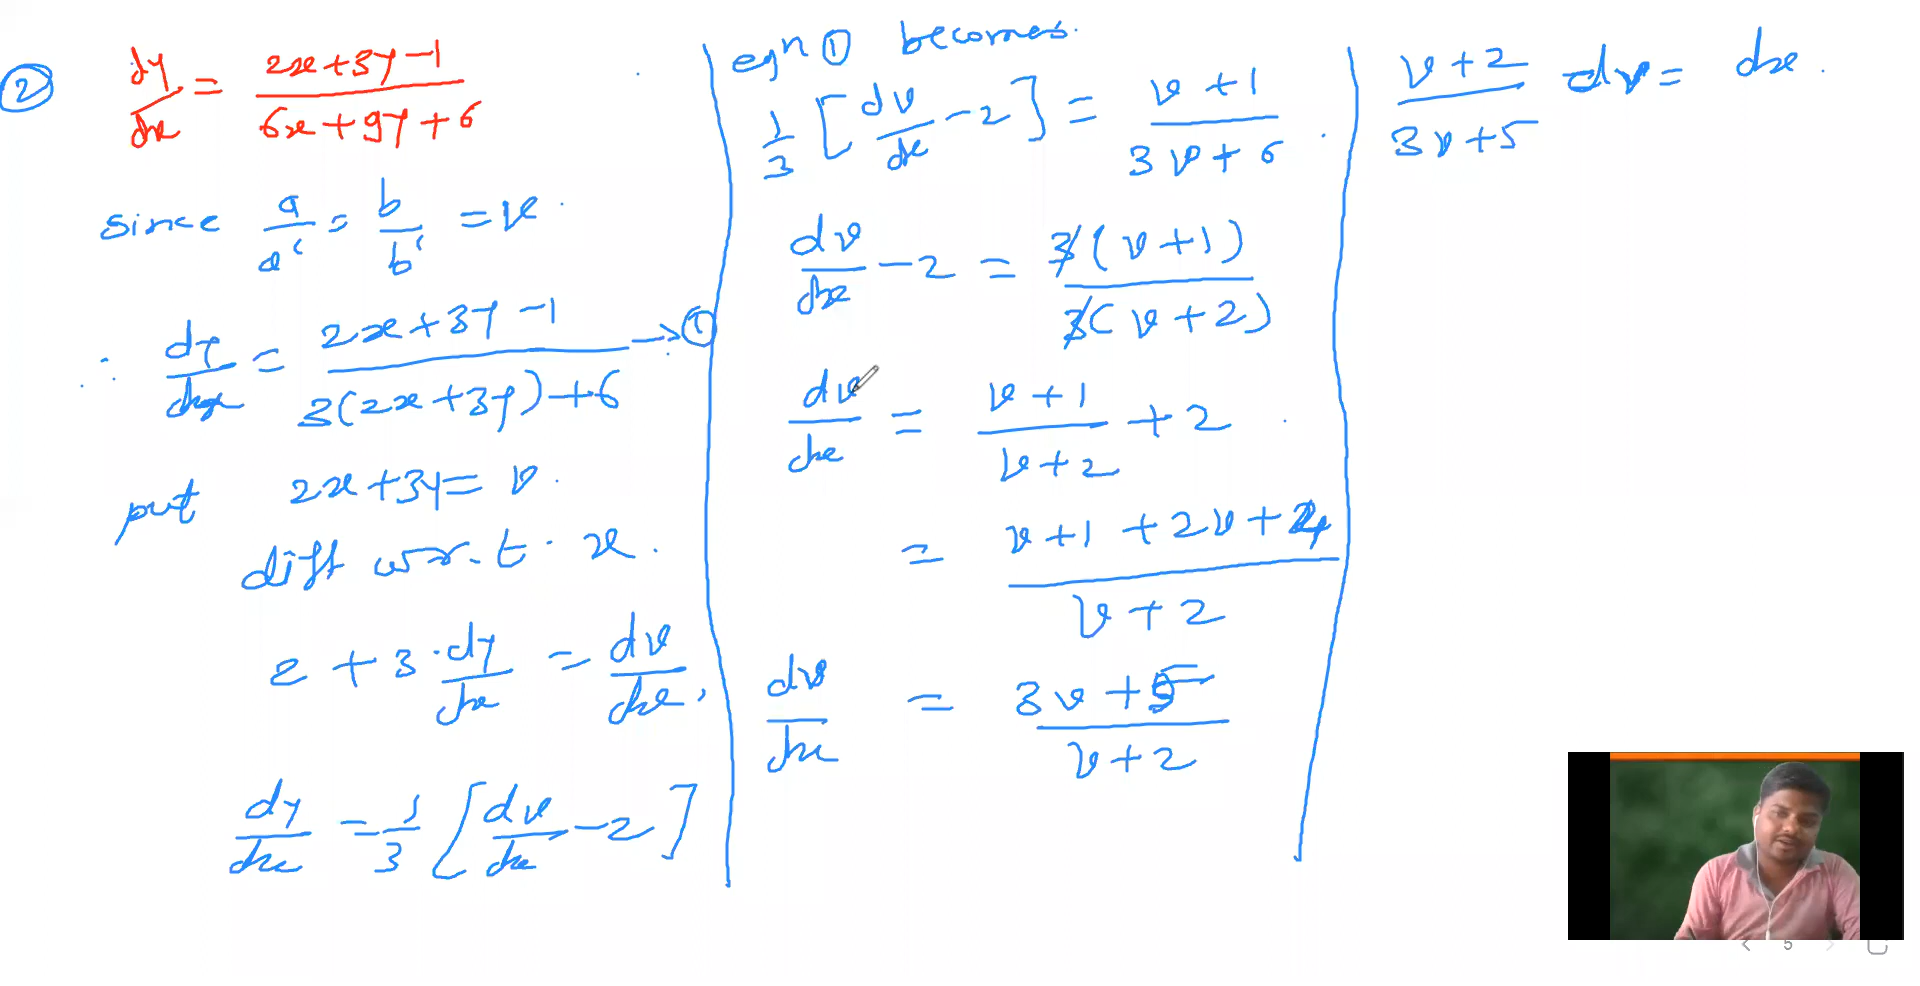 ② dy/dx = (2x+3y-1)/(6x+9y+6)
since a/a' = b/b' = k.
∴ dy/dx = (2x+3y-1)/(3(2x+3y)+6) → ①
put 2x+3y = v.
diff w.r.t. x.
2 + 3.dy/dx = dv/dx,
dy/dx = 1/3 [dv/dx - 2]
eqn ① becomes.
1/3 [dv/dx - 2] = (v+1)/(3v+6).
dv/dx - 2 = 3(v+1)/3(v+2)
dv/dx = (v+1)/(v+2) + 2
= (v+1+2v+4)/(v+2)
dv/dx = (3v+5)/(v+2)
(v+2)/(3v+5) dv = dx.
5